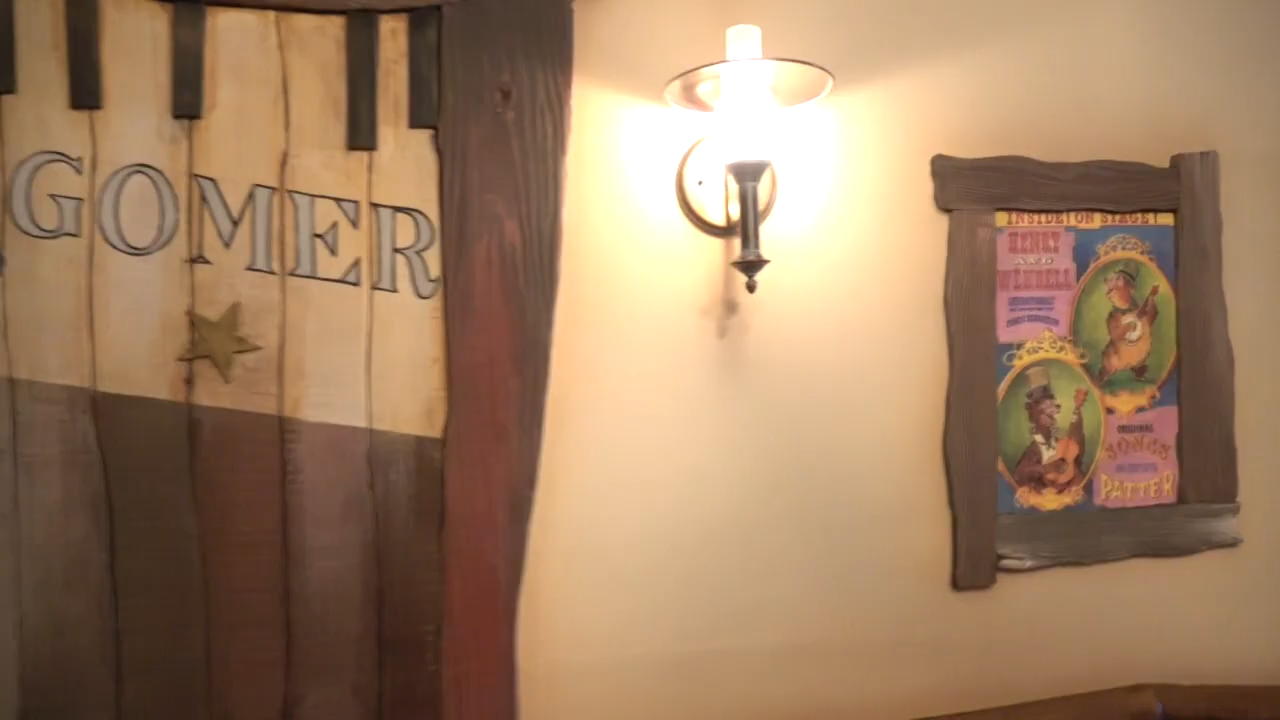 GOMER
INSIDE! ON STAGE!
HENRY
AND
WENDELL
ORIGINAL
SONGS
PATTER